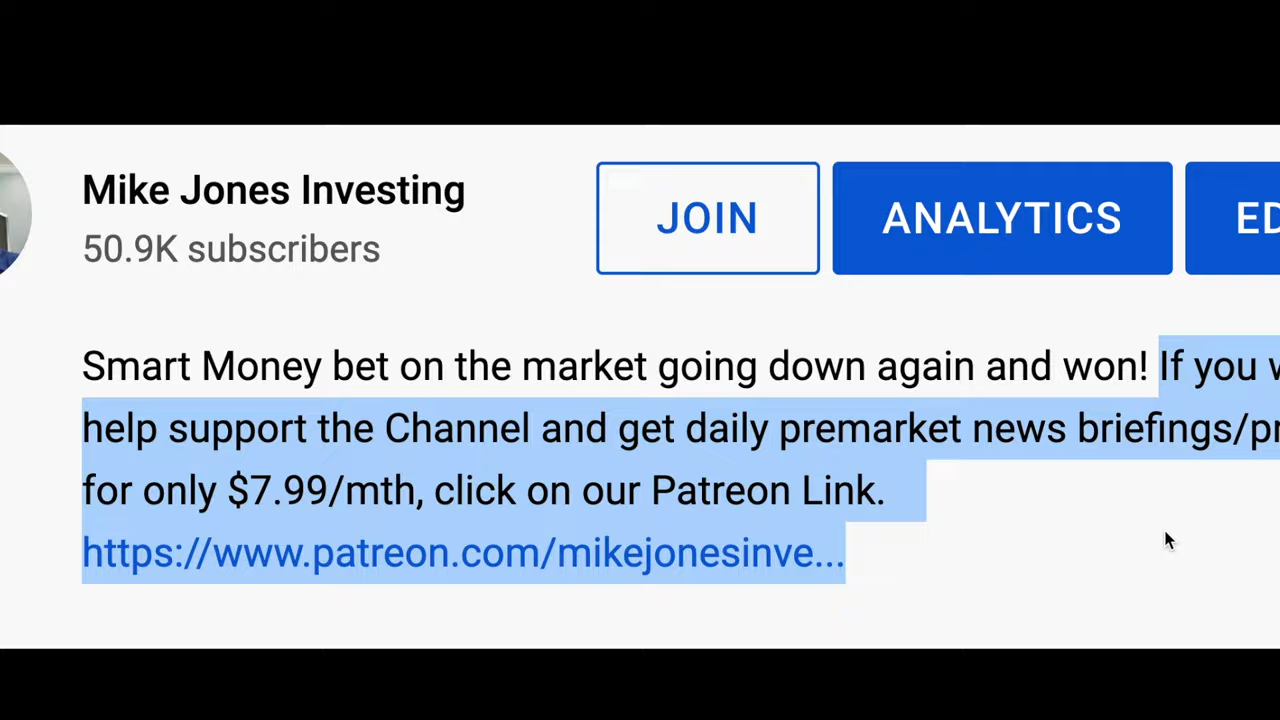 Mike Jones Investing
50.9K subscribers
JOIN
ANALYTICS
Smart Money bet on the market going down again and won! If you
help support the Channel and get daily premarket news briefings/
for only $7.99/mth, click on our Patreon Link.
https://www.patreon.com/mikejonesinve...